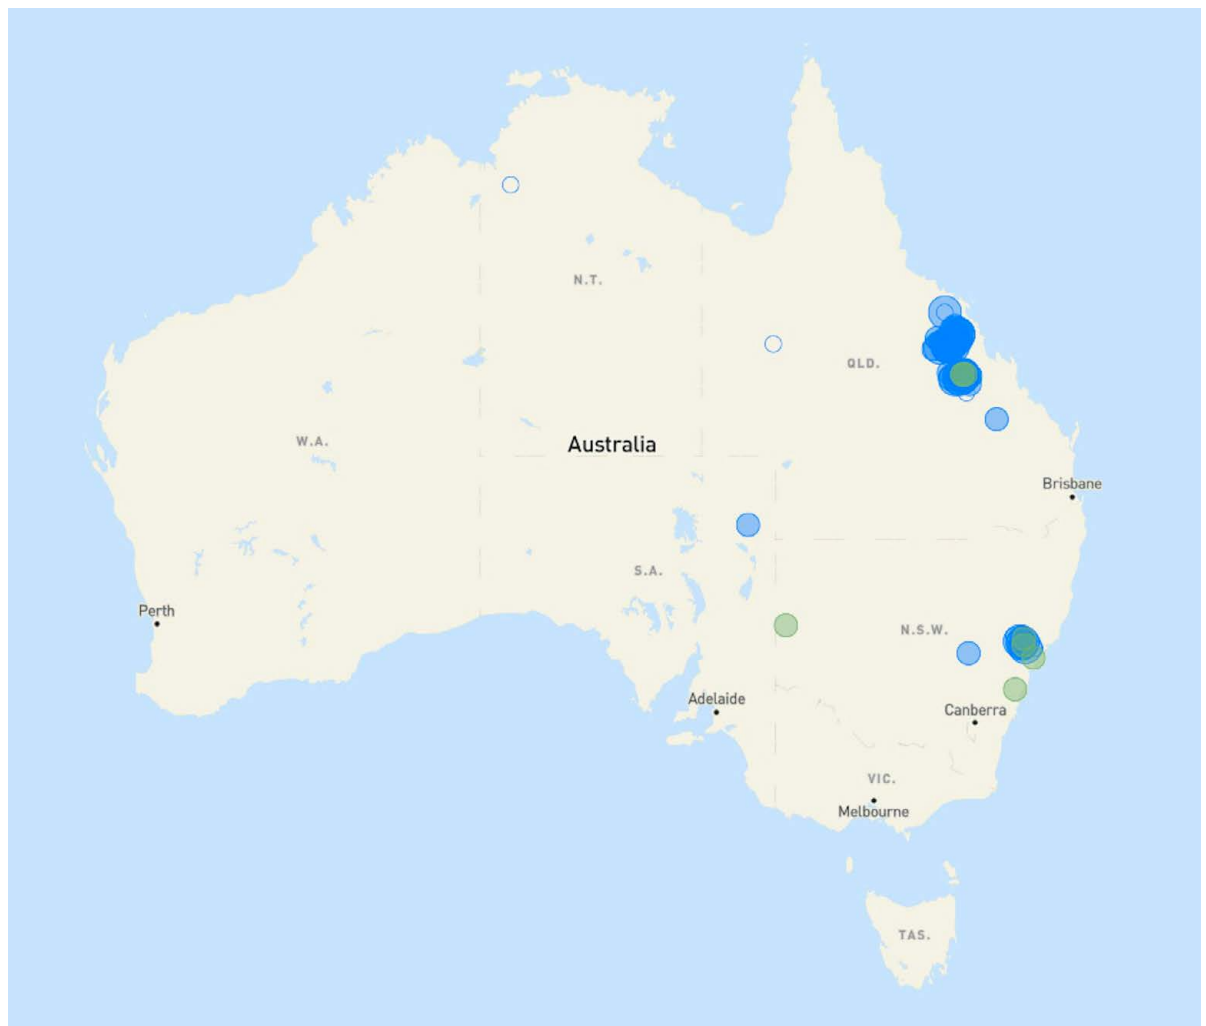 N.T.
QLD.
W.A.
Australia
Brisbane
S.A.
Perth
N.S.W.
Adelaide
Canberra
VIC.
Melbourne
TAS.